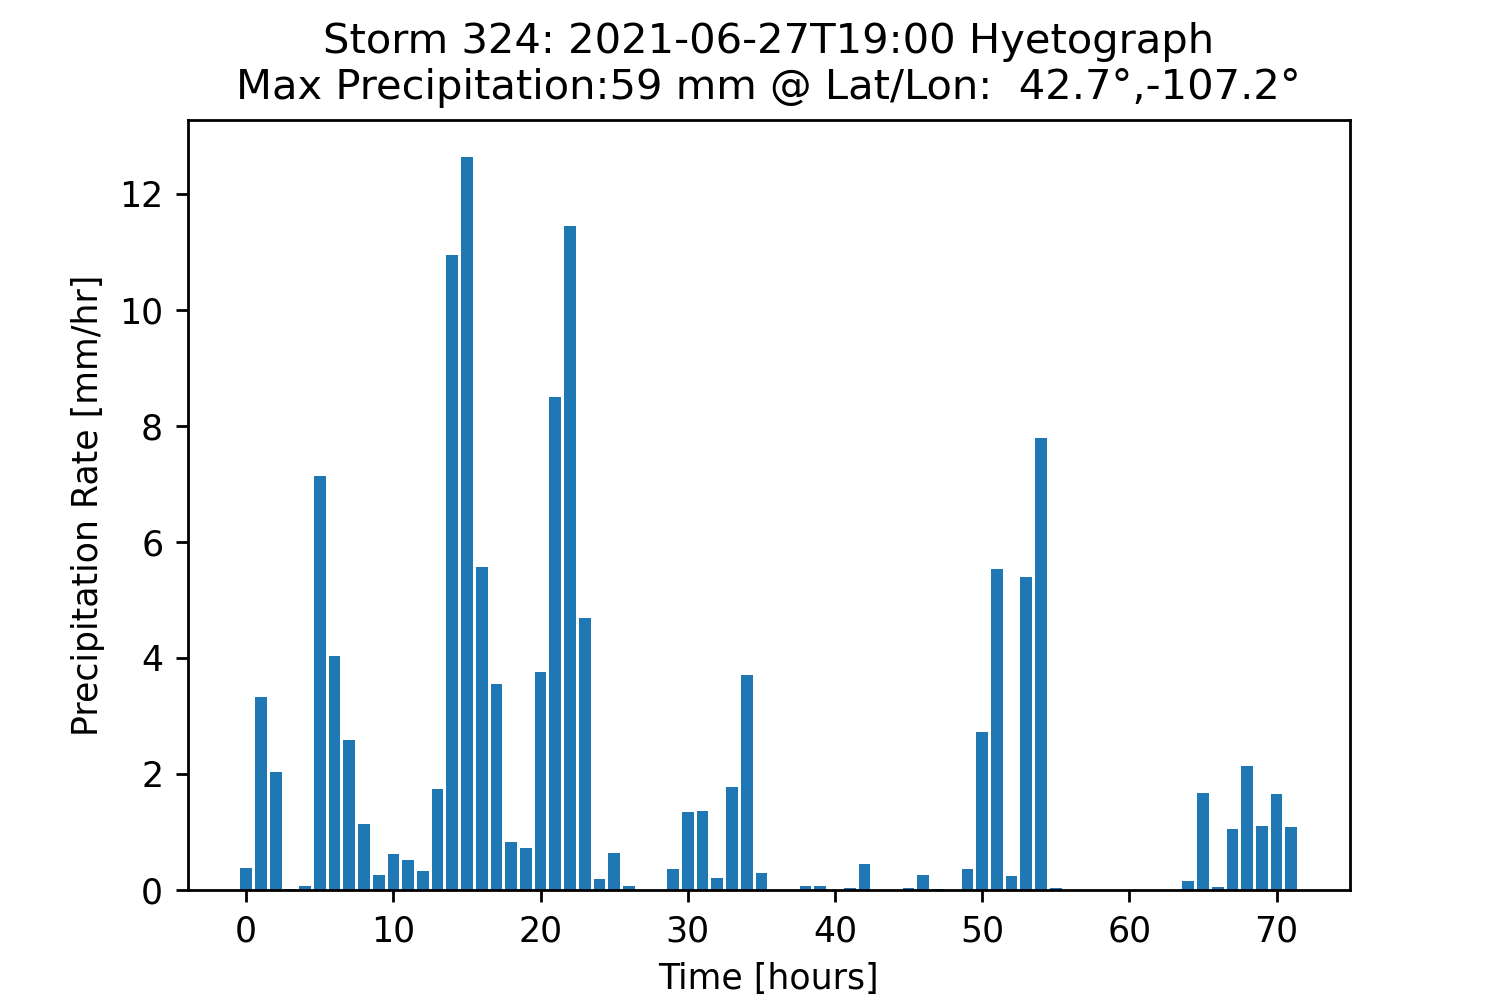 Storm 324: 2021-06-27T19:00 Hyetograph
Max Precipitation:59 mm @ Lat/Lon:  42.7°,-107.2°
Precipitation Rate [mm/hr]
12
10
8
6
4
2
0
0 10 20 30 40 50 60 70
Time [hours]